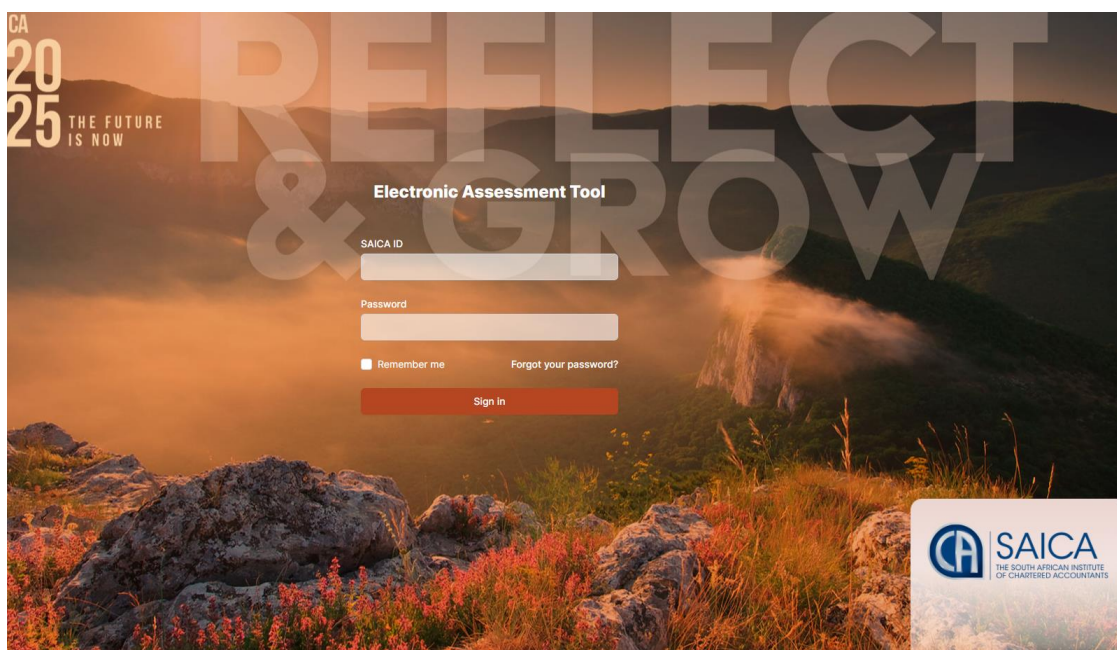 CA
20
25 THE FUTURE
IS NOW
REFLECT
& GROW
Electronic Assessment Tool
SAICA ID
Password
Remember me Forgot your password?
Sign in
CA
SAICA
THE SOUTH AFRICAN INSTITUTE
OF CHARTERED ACCOUNTANTS